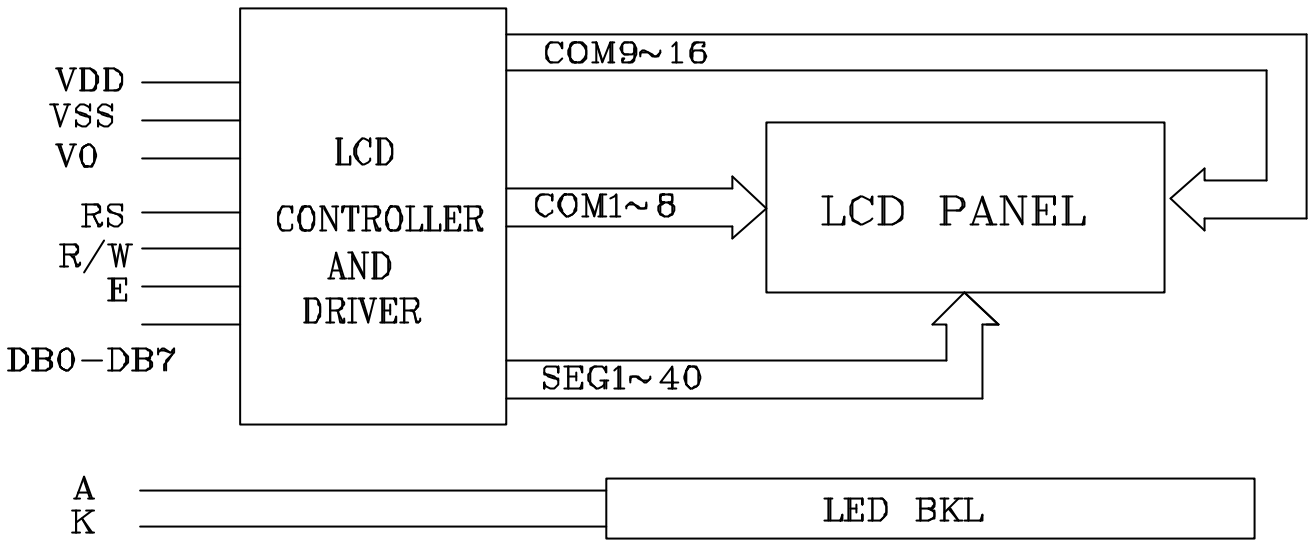 VDD
VSS
V0
RS
R/W
E
DB0-DB7
LCD
CONTROLLER
AND
DRIVER
COM9~16
COM1~8
SEG1~40
LCD PANEL
A
K
LED BKL